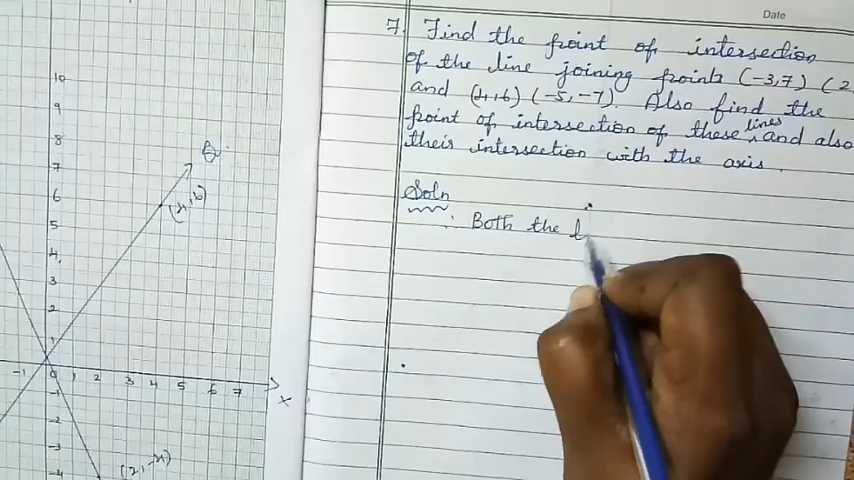 Date
7. Find the point of intersection
of the line joining points (-3,7) (2
and (4,6) (-5,-7). Also find the
point of intersection of these lines and also
their intersection with the axis.
Soln
∴ Both the l
10
9
8
7
6
5
4
3
2
1
Q
(4,6)
-1 0 1 2 3 4 5 6 7
X
-1
-2
-3
-4
(2,-4)